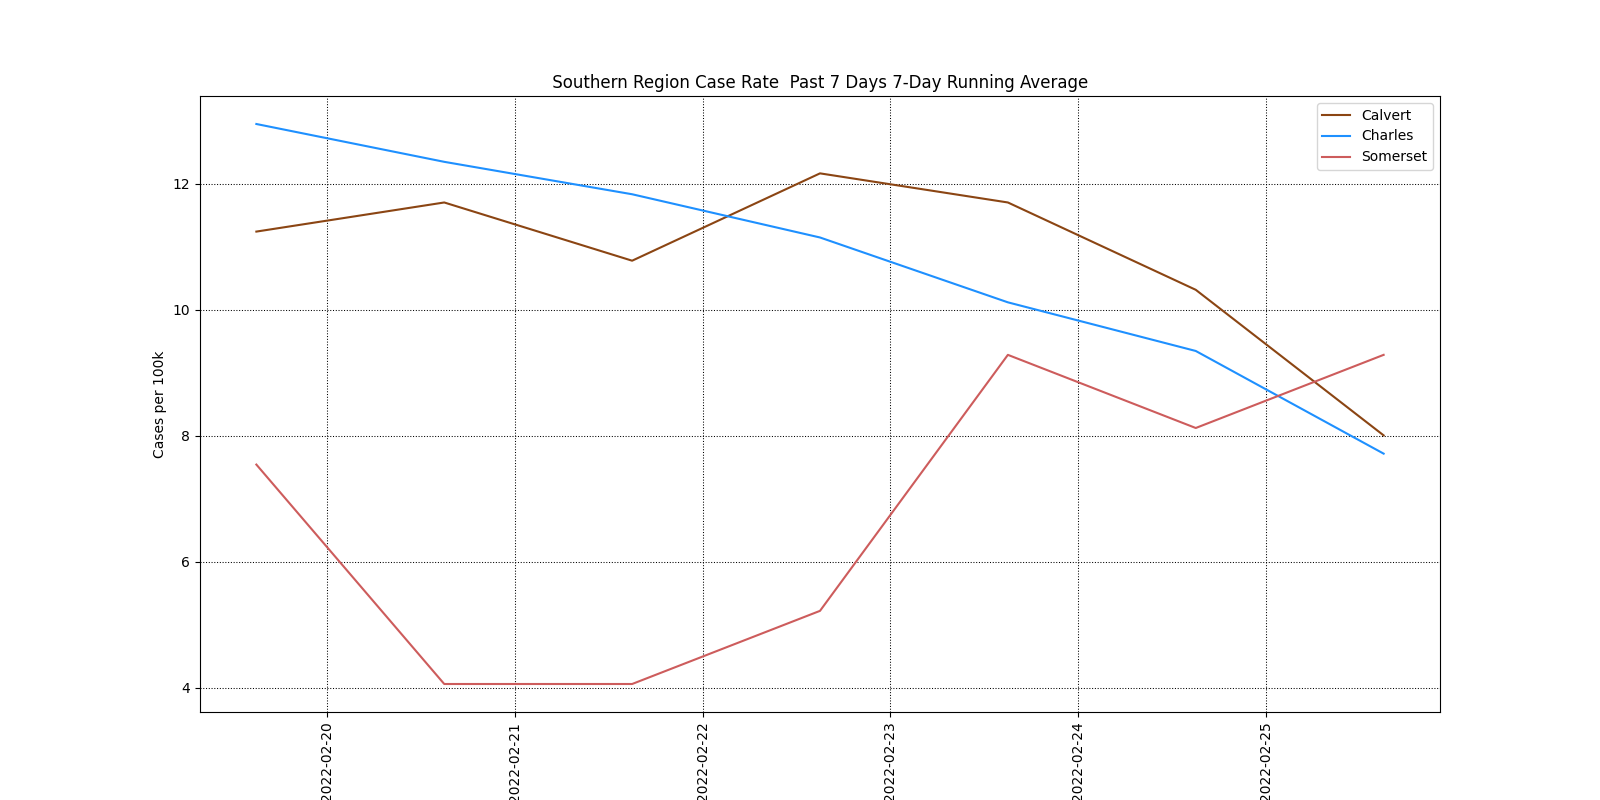 Southern Region Case Rate  Past 7 Days 7-Day Running Average
Calvert
Charles
Somerset
Cases per 100k
12
10
8
6
4
2022-02-20
2022-02-21
2022-02-22
2022-02-23
2022-02-24
2022-02-25